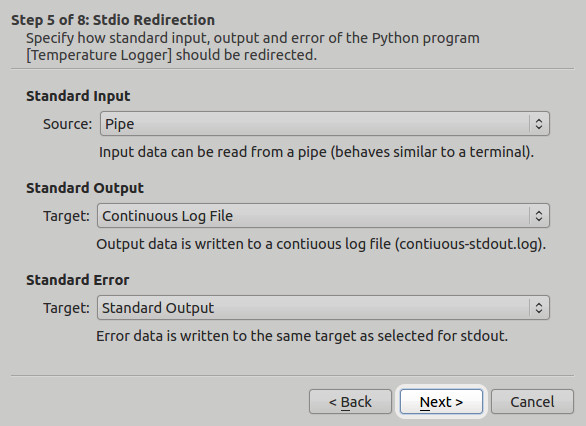 Step 5 of 8: Stdio Redirection
Specify how standard input, output and error of the Python program
[Temperature Logger] should be redirected.
Standard Input
Source: Pipe
Input data can be read from a pipe (behaves similar to a terminal).
Standard Output
Target: Continuous Log File
Output data is written to a contiuous log file (contiuous-stdout.log).
Standard Error
Target: Standard Output
Error data is written to the same target as selected for stdout.
< Back Next > Cancel